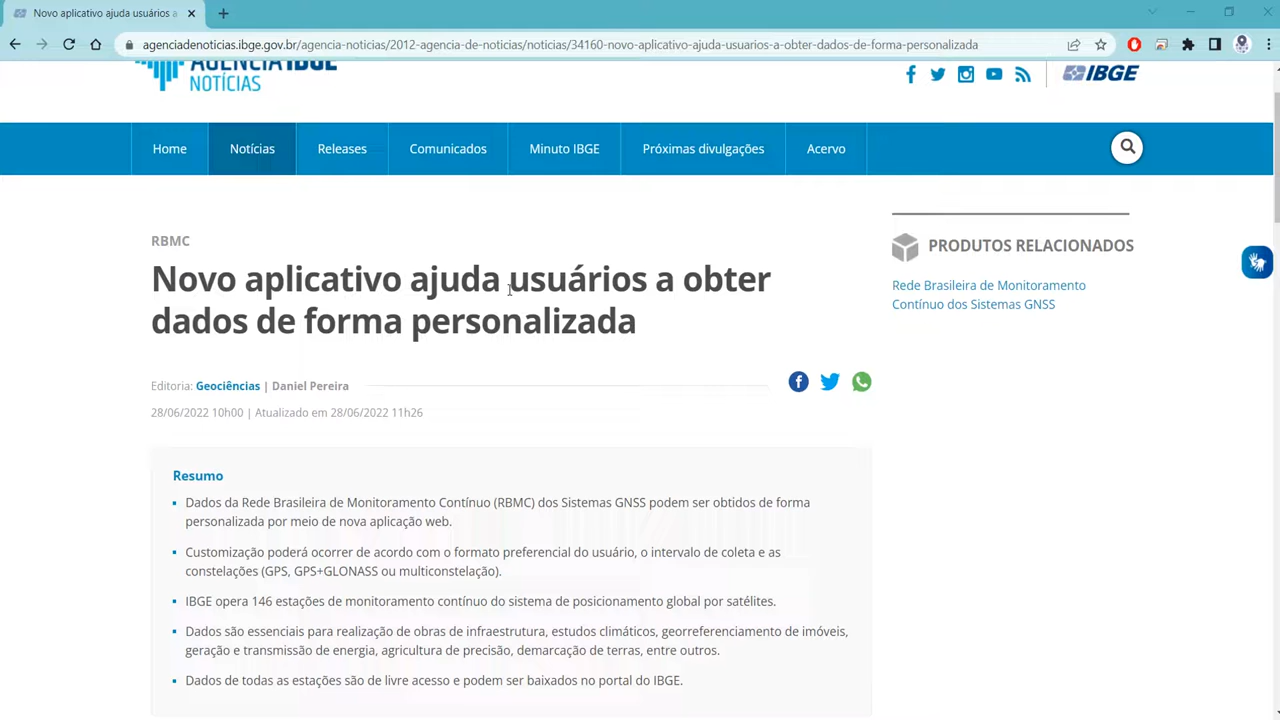 Novo aplicativo ajuda usuários a
agenciadenoticias.ibge.gov.br/agencia-noticias/2012-agencia-de-noticias/noticias/34160-novo-aplicativo-ajuda-usuarios-a-obter-dados-de-forma-personalizada
AGÊNCIA IBGE
NOTÍCIAS
IBGE
Home
Notícias
Releases
Comunicados
Minuto IBGE
Próximas divulgações
Acervo
RBMC
Novo aplicativo ajuda usuários a obter
dados de forma personalizada
PRODUTOS RELACIONADOS
Rede Brasileira de Monitoramento
Contínuo dos Sistemas GNSS
Editoria: Geociências | Daniel Pereira
28/06/2022 10h00 | Atualizado em 28/06/2022 11h26
Resumo
Dados da Rede Brasileira de Monitoramento Contínuo (RBMC) dos Sistemas GNSS podem ser obtidos de forma
personalizada por meio de nova aplicação web.
Customização poderá ocorrer de acordo com o formato preferencial do usuário, o intervalo de coleta e as
constelações (GPS, GPS+GLONASS ou multiconstelação).
IBGE opera 146 estações de monitoramento contínuo do sistema de posicionamento global por satélites.
Dados são essenciais para realização de obras de infraestrutura, estudos climáticos, georreferenciamento de imóveis,
geração e transmissão de energia, agricultura de precisão, demarcação de terras, entre outros.
Dados de todas as estações são de livre acesso e podem ser baixados no portal do IBGE.